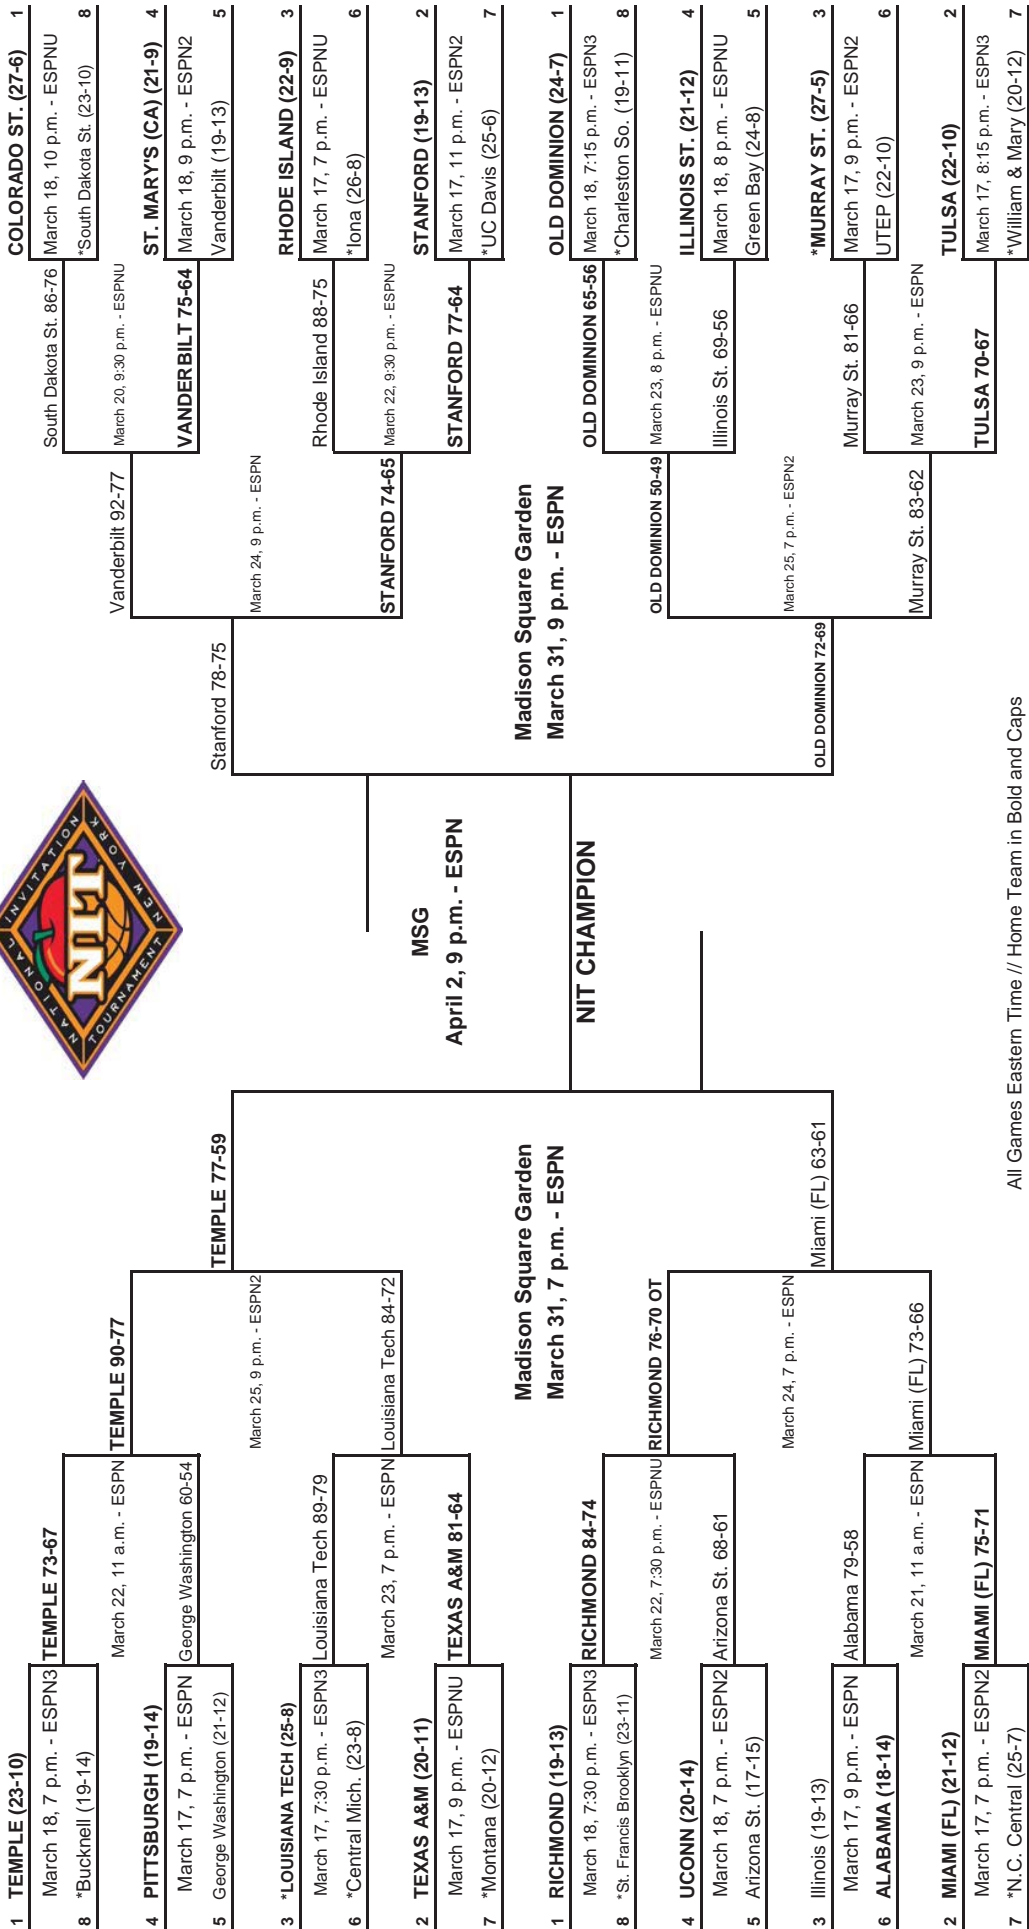 1 TEMPLE (23-10)
March 18, 7 p.m. - ESPN3
8 *Bucknell (19-14)
TEMPLE 73-67
March 22, 11 a.m. - ESPN
4 PITTSBURGH (19-14)
March 17, 7 p.m. - ESPN
5 George Washington (21-12)
George Washington 60-54
TEMPLE 90-77
March 25, 9 p.m. - ESPN2
3 *LOUISIANA TECH (25-8)
March 17, 7:30 p.m. - ESPN3
6 *Central Mich. (23-8)
Louisiana Tech 89-79
March 23, 7 p.m. - ESPN
2 TEXAS A&M (20-11)
March 17, 9 p.m. - ESPNU
7 *Montana (20-12)
TEXAS A&M 81-64
Louisiana Tech 84-72
TEMPLE 77-59
Madison Square Garden
March 31, 7 p.m. - ESPN
1 RICHMOND (19-13)
March 18, 7:30 p.m. - ESPN3
8 *St. Francis Brooklyn (23-11)
RICHMOND 84-74
March 22, 7:30 p.m. - ESPNU
4 UCONN (20-14)
March 18, 7 p.m. - ESPN2
5 Arizona St. (17-15)
Arizona St. 68-61
RICHMOND 76-70 OT
March 24, 7 p.m. - ESPN
3 Illinois (19-13)
March 17, 9 p.m. - ESPN
6 ALABAMA (18-14)
Alabama 79-58
March 21, 11 a.m. - ESPN
2 MIAMI (FL) (21-12)
March 17, 7 p.m. - ESPN2
7 *N.C. Central (25-7)
MIAMI (FL) 75-71
Miami (FL) 73-66
Miami (FL) 63-61
NATIONAL INVITATION
NIT
TOURNAMENT NEW YORK
MSG
April 2, 9 p.m. - ESPN
NIT CHAMPION
COLORADO ST. (27-6) 1
March 18, 10 p.m. - ESPNU
*South Dakota St. (23-10) 8
South Dakota St. 86-76
March 20, 9:30 p.m. - ESPNU
ST. MARY'S (CA) (21-9) 4
March 18, 9 p.m. - ESPN2
Vanderbilt (19-13) 5
VANDERBILT 75-64
Vanderbilt 92-77
March 24, 9 p.m. - ESPN
RHODE ISLAND (22-9) 3
March 17, 7 p.m. - ESPNU
*Iona (26-8) 6
Rhode Island 88-75
March 22, 9:30 p.m. - ESPNU
STANFORD (19-13) 2
March 17, 11 p.m. - ESPN2
*UC Davis (25-6) 7
STANFORD 77-64
STANFORD 74-65
Stanford 78-75
Madison Square Garden
March 31, 9 p.m. - ESPN
OLD DOMINION (24-7) 1
March 18, 7:15 p.m. - ESPN3
*Charleston So. (19-11) 8
OLD DOMINION 65-56
March 23, 8 p.m. - ESPNU
ILLINOIS ST. (21-12) 4
March 18, 8 p.m. - ESPNU
Green Bay (24-8) 5
Illinois St. 69-56
OLD DOMINION 50-49
March 25, 7 p.m. - ESPN2
*MURRAY ST. (27-5) 3
March 17, 9 p.m. - ESPN2
UTEP (22-10) 6
Murray St. 81-66
March 23, 9 p.m. - ESPN
TULSA (22-10) 2
March 17, 8:15 p.m. - ESPN3
*William & Mary (20-12) 7
TULSA 70-67
Murray St. 83-62
OLD DOMINION 72-69
All Games Eastern Time // Home Team in Bold and Caps